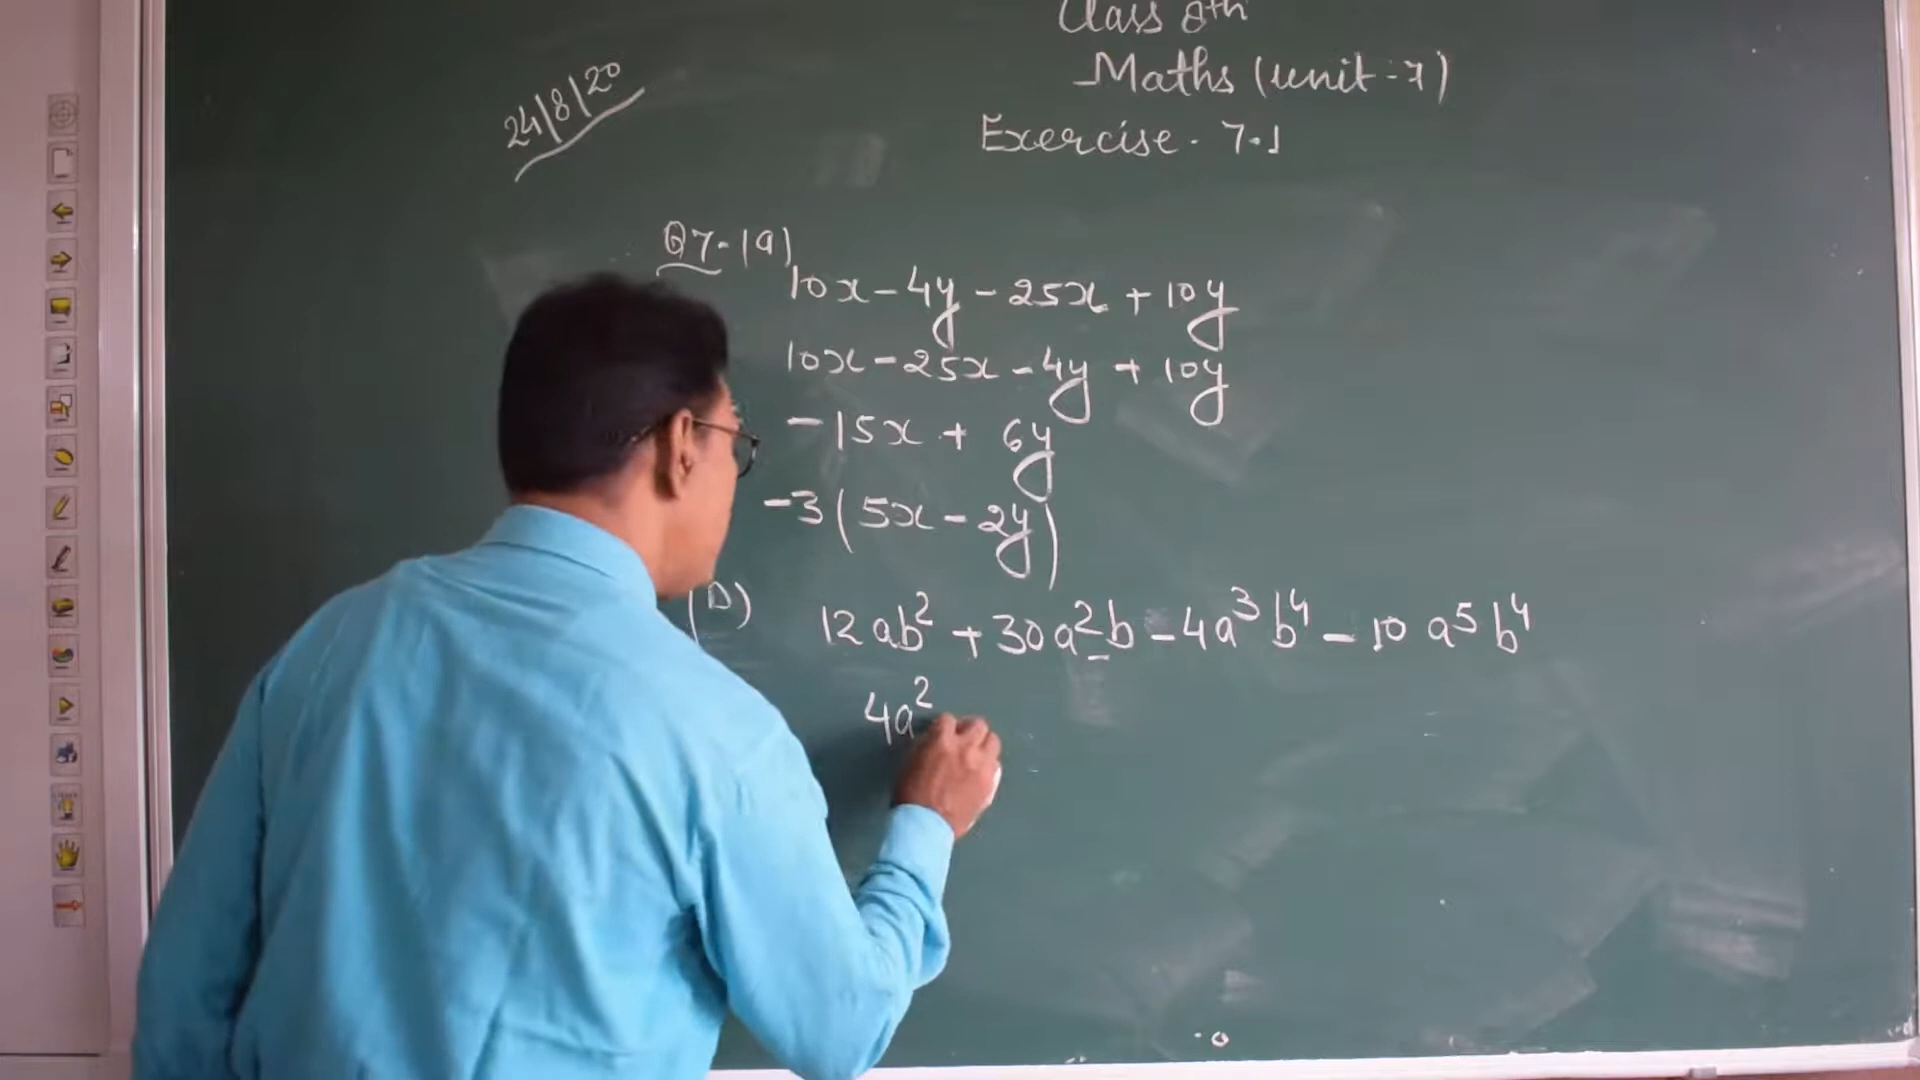 Class 8th
Maths (unit-7)
24/8/20
Exercise - 7.1
Q7-(a)
10x - 4y - 25x + 10y
10x - 25x - 4y + 10y
-15x + 6y
-3(5x - 2y)
(D) 12ab² + 30a²b - 4a³b⁴ - 10a⁵b⁴
4a²